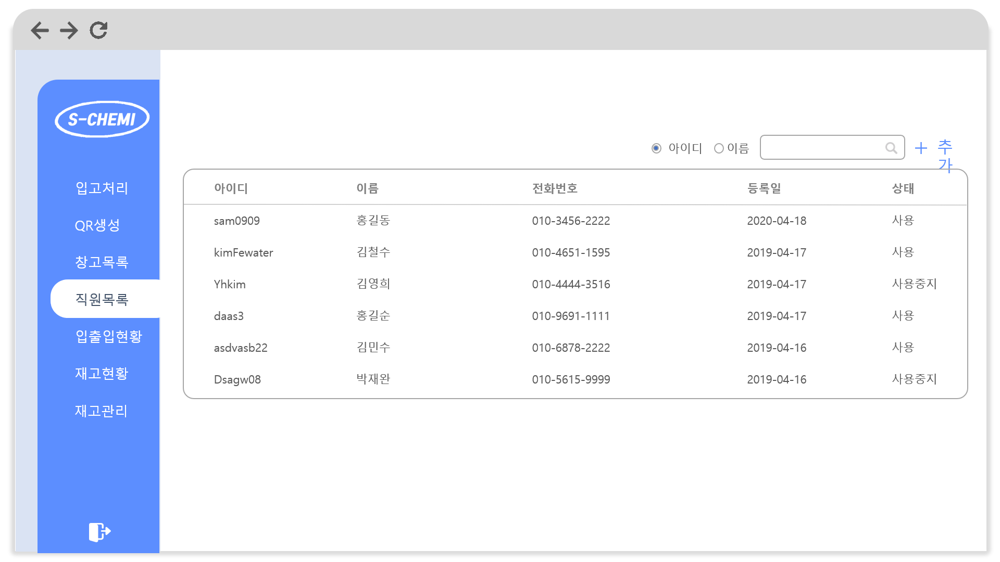 S-CHEMI
입고처리
QR생성
창고목록
직원목록
입출입현황
재고현황
재고관리
아이디 이름 + 추
가
아이디 이름 전화번호 등록일 상태
sam0909 홍길동 010-3456-2222 2020-04-18 사용
kimFewater 김철수 010-4651-1595 2019-04-17 사용
Yhkim 김영희 010-4444-3516 2019-04-17 사용중지
daas3 홍길순 010-9691-1111 2019-04-17 사용
asdvasb22 김민수 010-6878-2222 2019-04-16 사용
Dsagw08 박재완 010-5615-9999 2019-04-16 사용중지